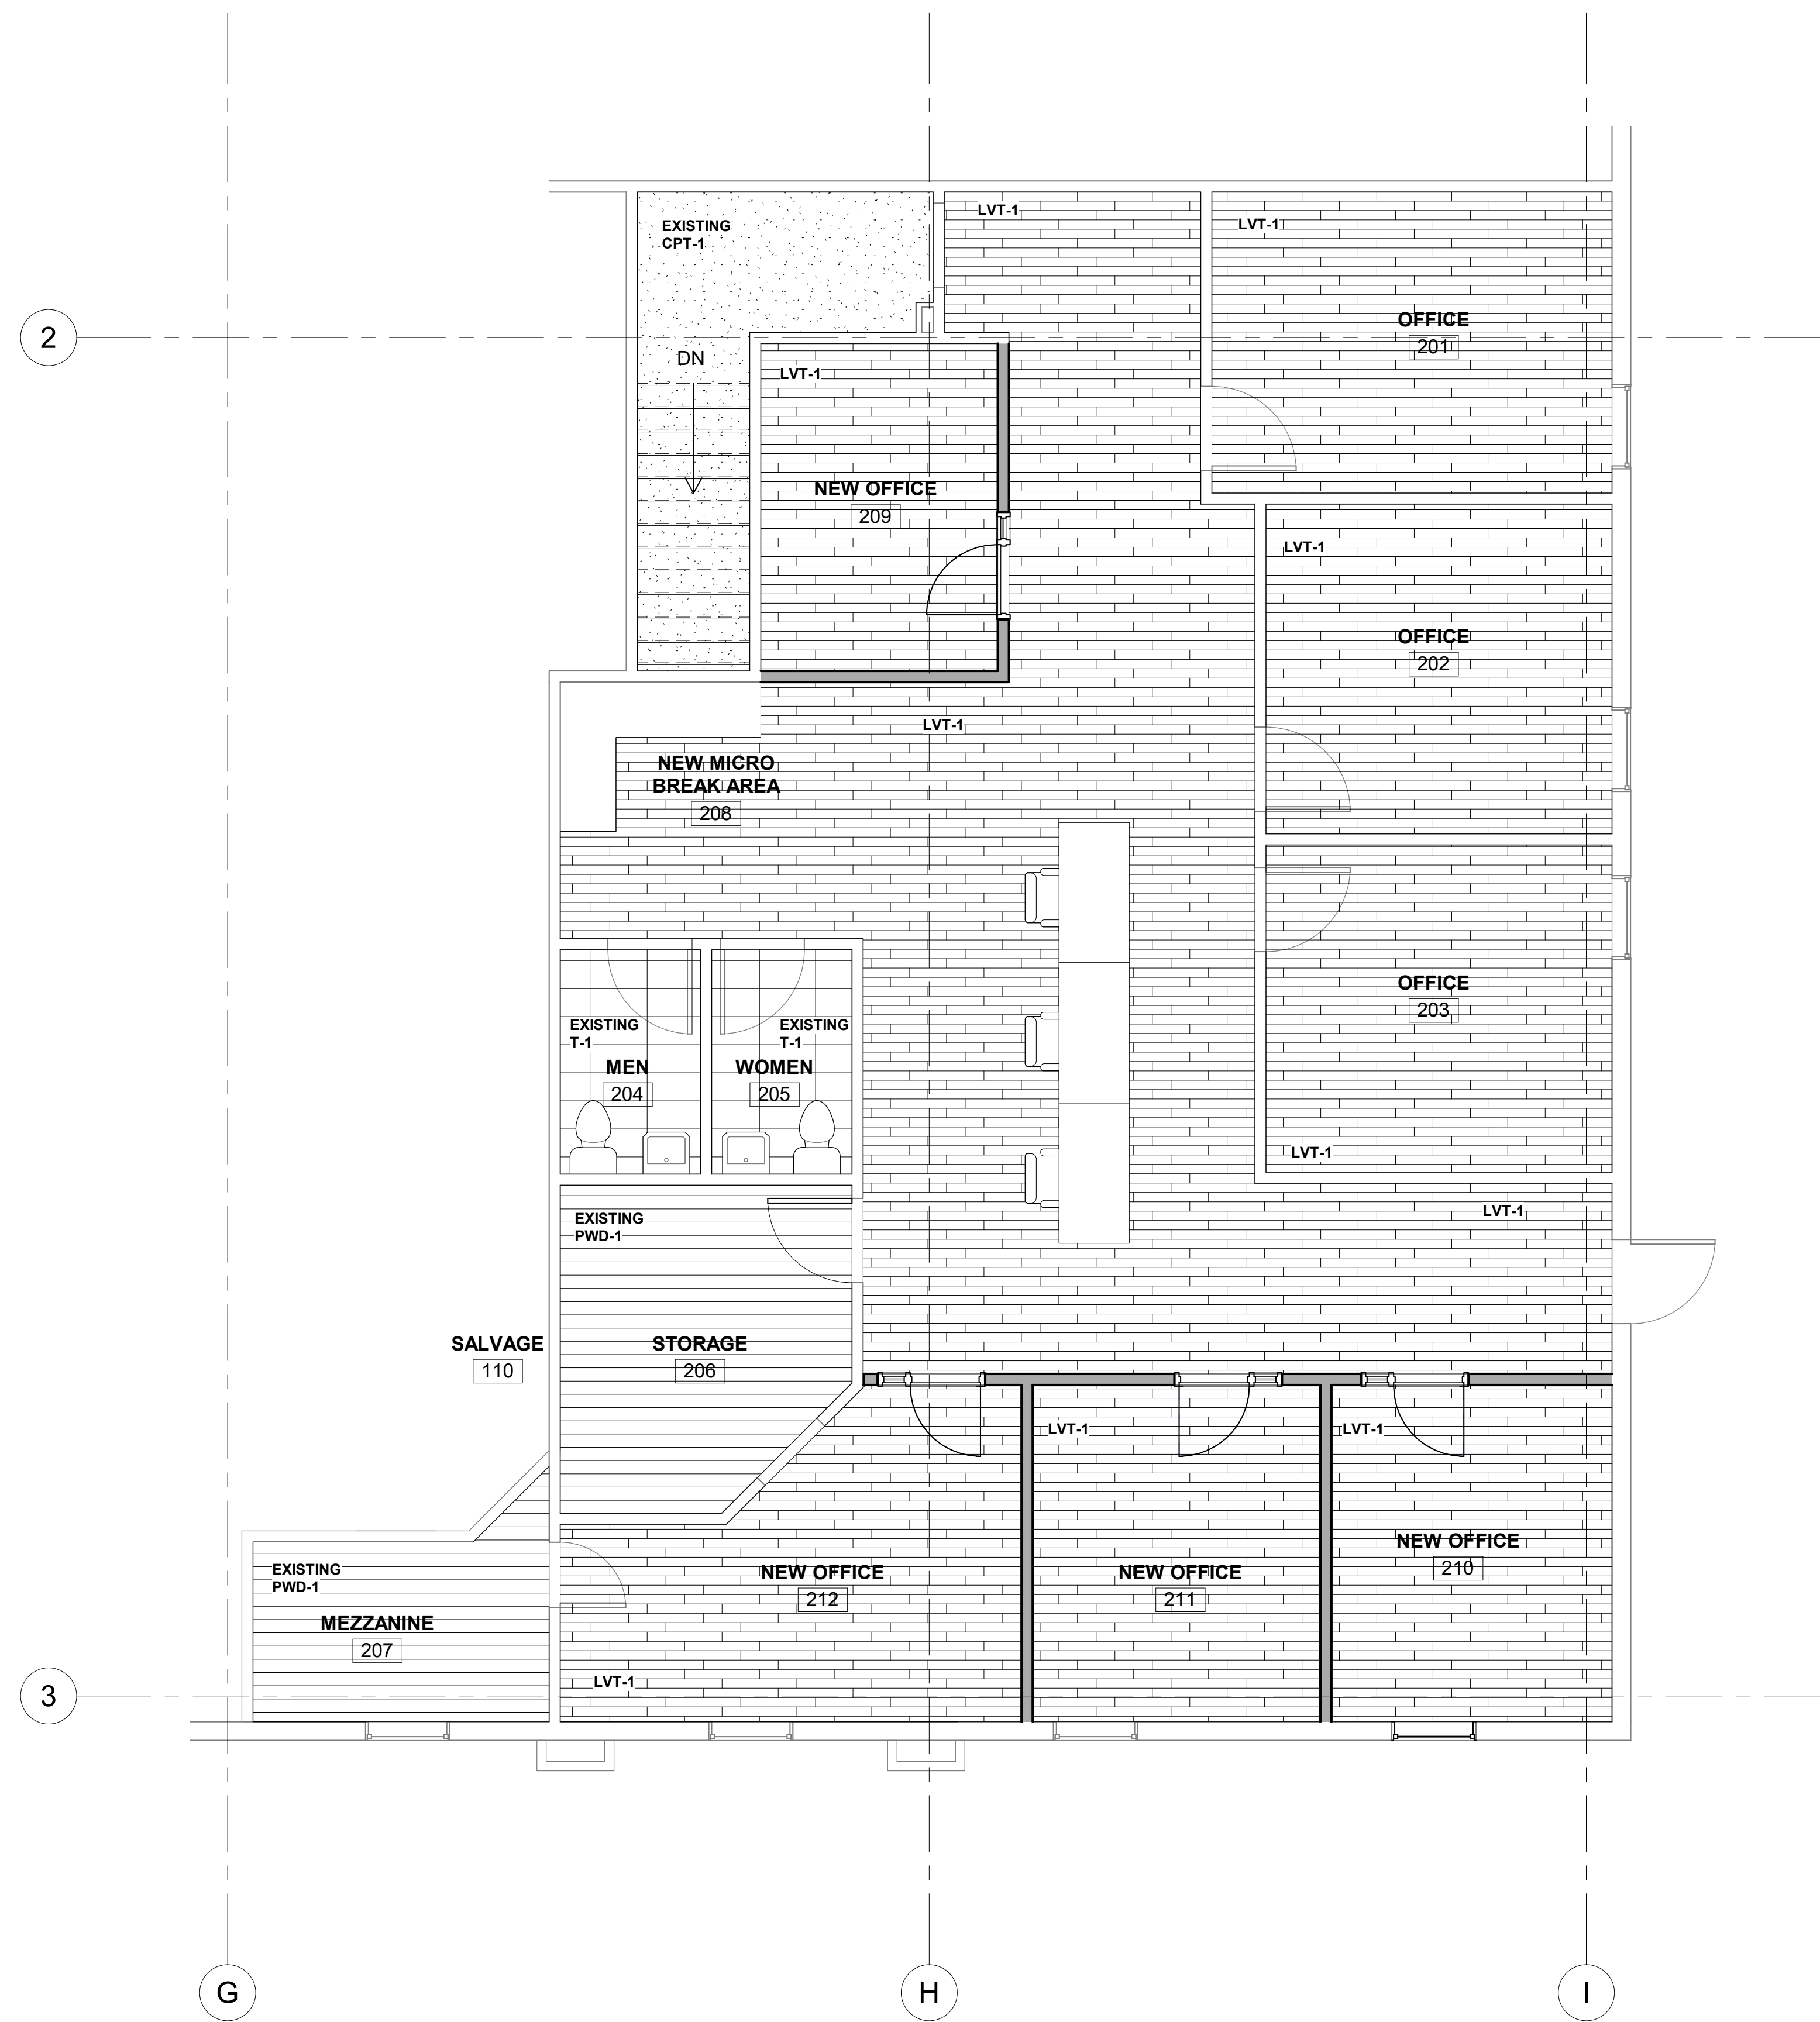 LVT-1
LVT-1
EXISTING
CPT-1
OFFICE
201
2
DN
LVT-1
NEW OFFICE
209
LVT-1
OFFICE
202
LVT-1
NEW MICRO
BREAK AREA
208
OFFICE
203
EXISTING
T-1
EXISTING
T-1
MEN
204
WOMEN
205
LVT-1
EXISTING
PWD-1
LVT-1
SALVAGE
110
STORAGE
206
LVT-1
LVT-1
NEW OFFICE
210
EXISTING
PWD-1
NEW OFFICE
212
NEW OFFICE
211
MEZZANINE
207
LVT-1
3
G
H
I